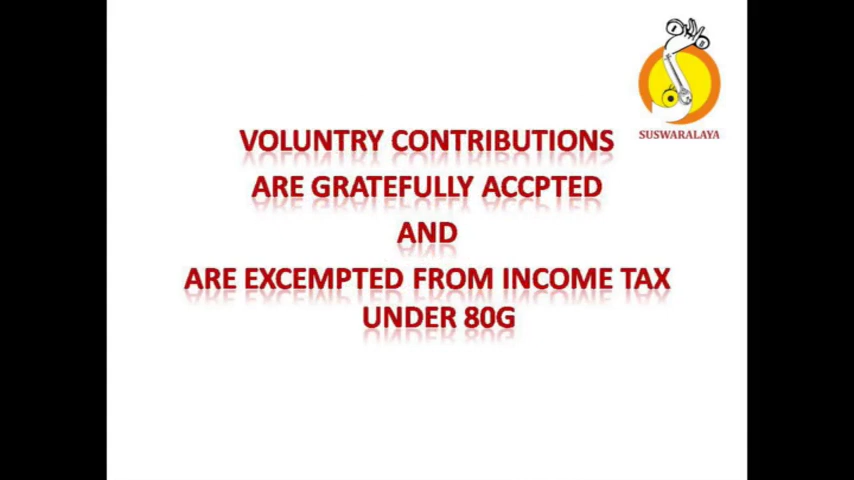 SUSWARALAYA
VOLUNTRY CONTRIBUTIONS
ARE GRATEFULLY ACCPTED
AND
ARE EXCEMPTED FROM INCOME TAX
UNDER 80G